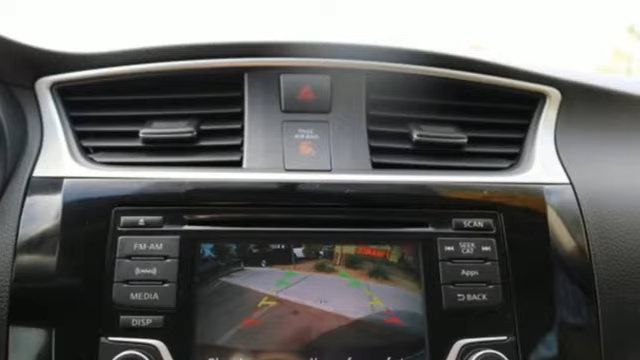 PASS
AIR BAG
SCAN
FM·AM
SEEK
CAT
Apps
MEDIA
BACK
DISP